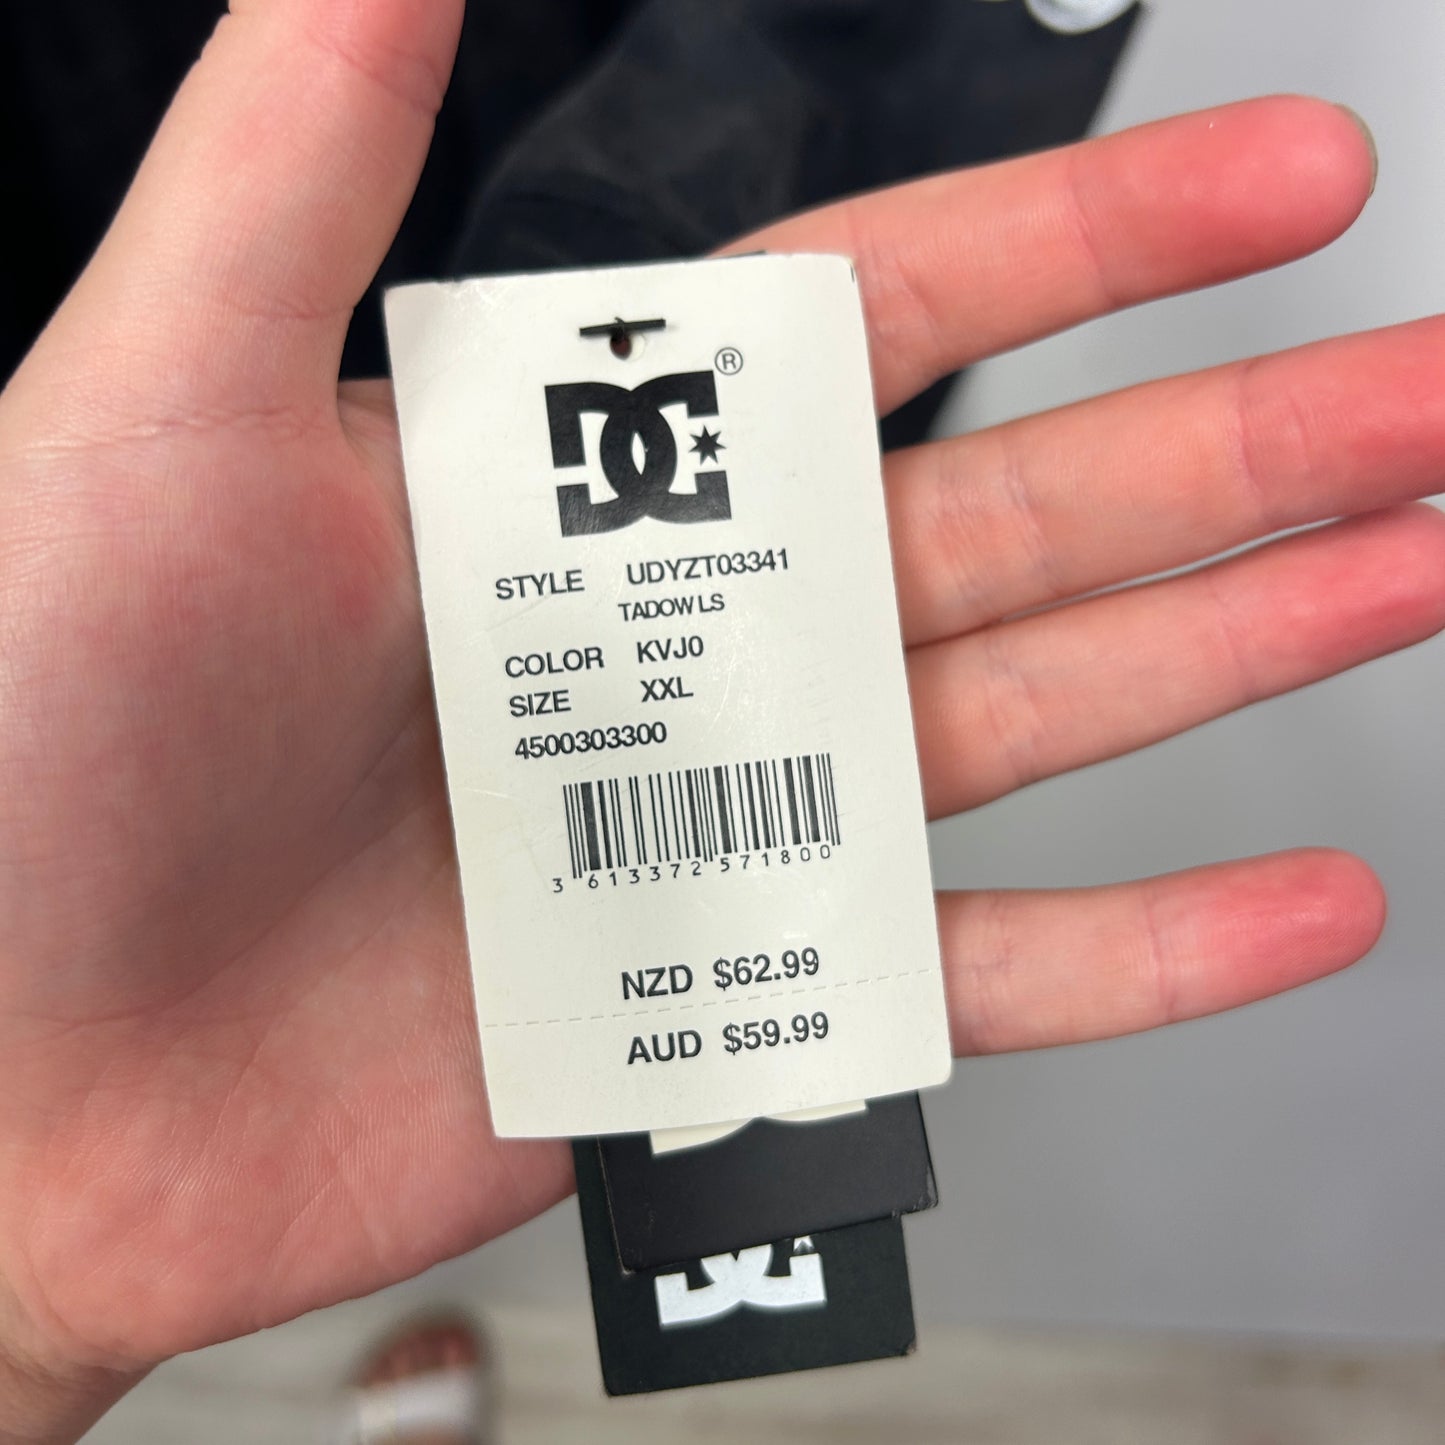 DC ®
STYLE UDYZT03341
TADOW LS
COLOR KVJ0
SIZE XXL
4500303300
3 613372 571800
NZD $62.99
AUD $59.99
DC